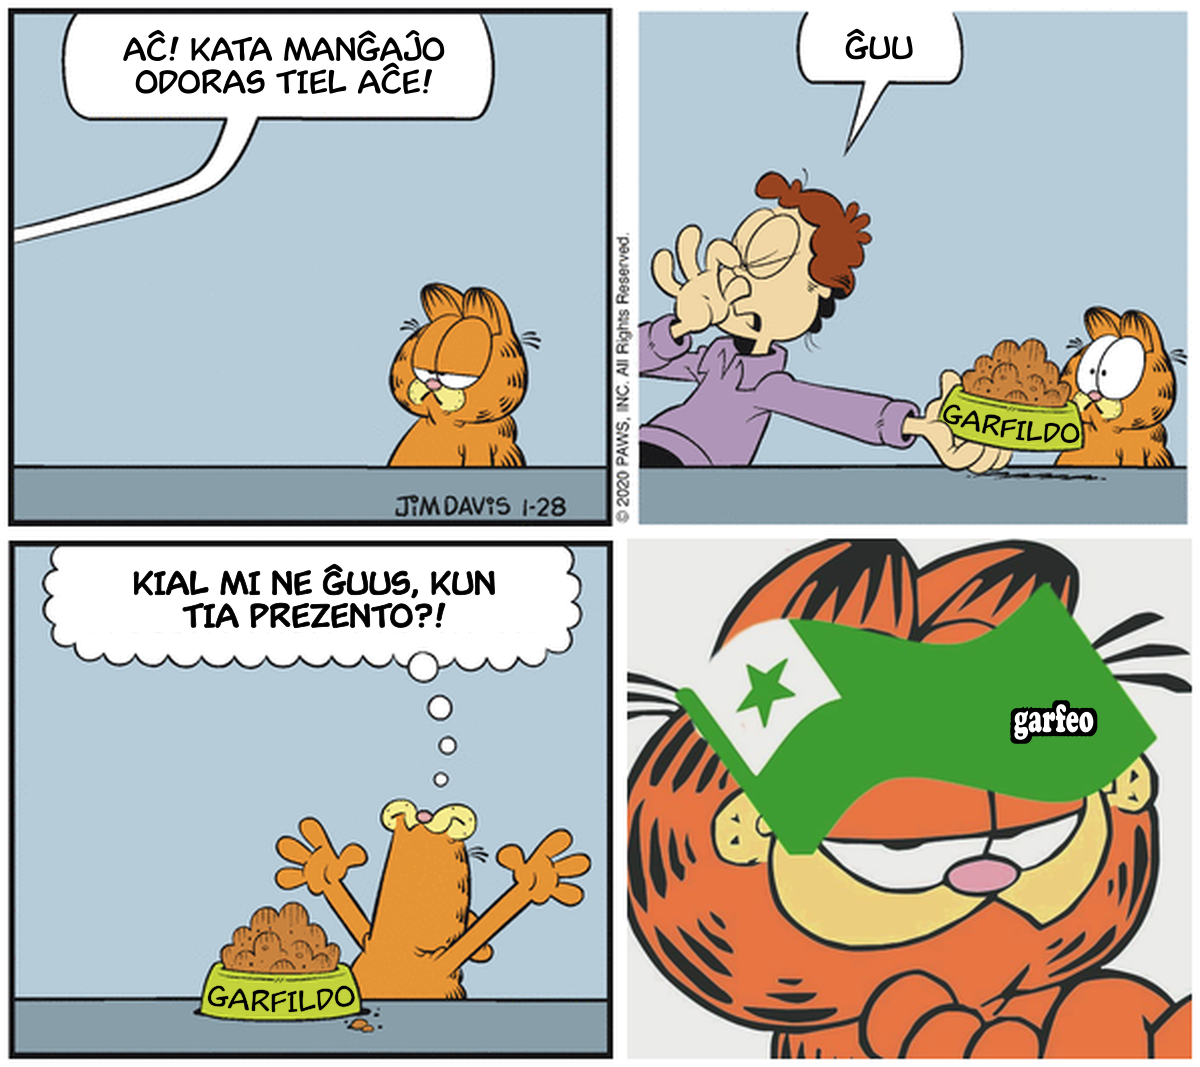 AĈ! KATA MANĜAĴO
ODORAS TIEL AĈE!
JIM DAVIS 1-28
© 2020 PAWS, INC. All Rights Reserved.
ĜUU
GARFILDO
KIAL MI NE ĜUUS, KUN
TIA PREZENTO?!
GARFILDO
garfeo